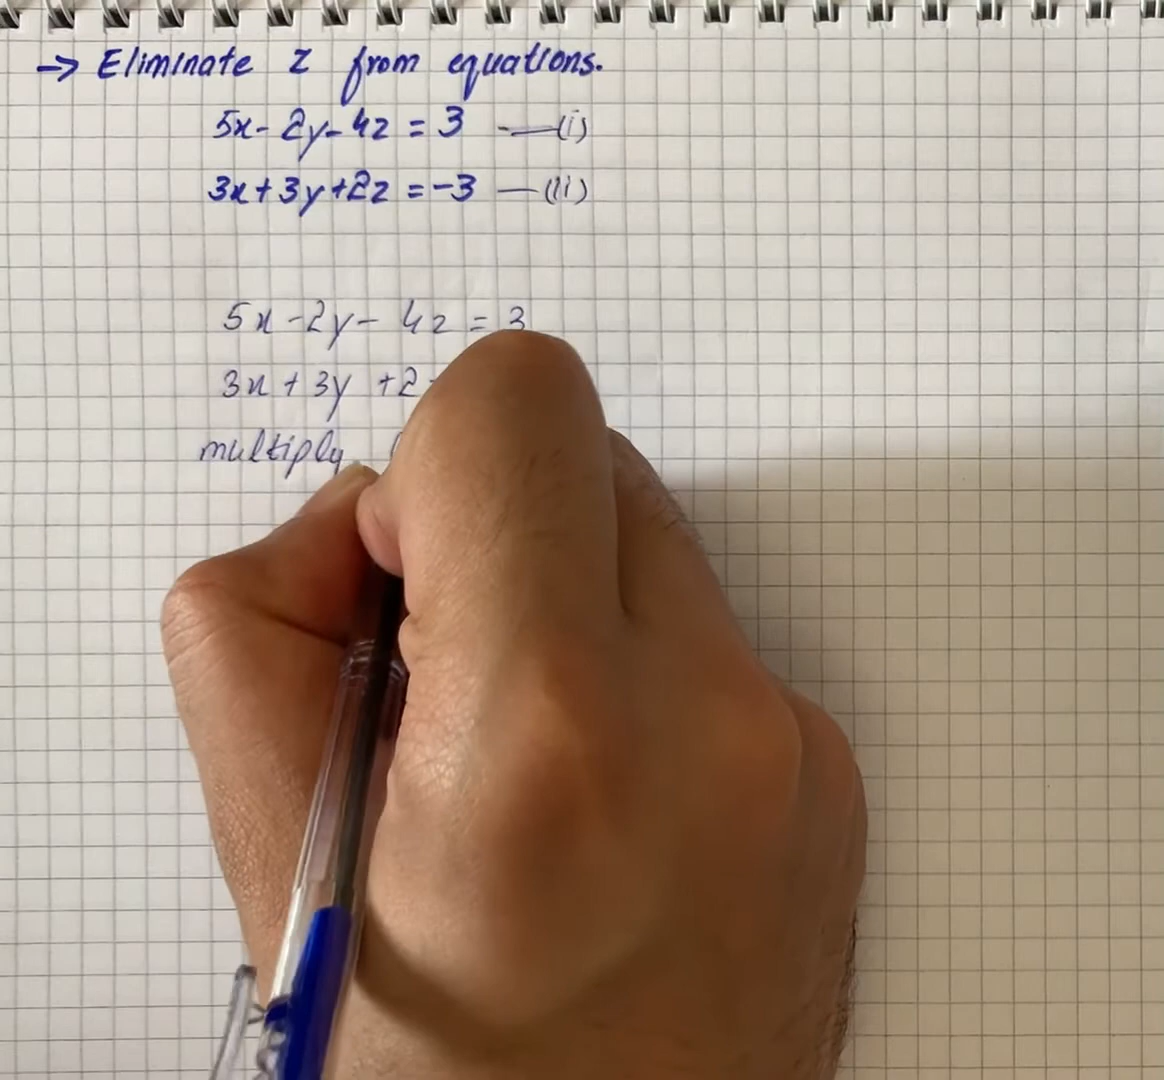 → Eliminate z from equations.
5x-2y-4z=3 —(i)
3x+3y+2z=-3 —(ii)
5x-2y-4z=3
3x+3y+2
multiply (